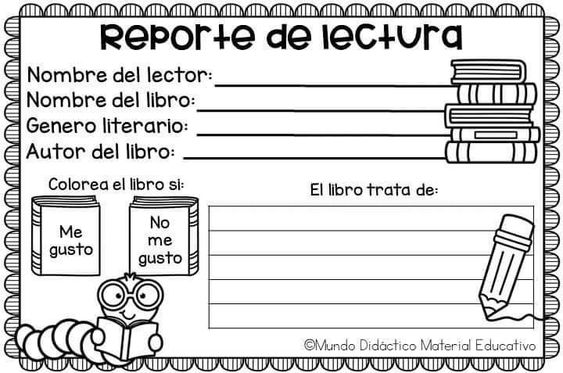 Reporte de lectura
Nombre del lector:
Nombre del libro:
Genero literario:
Autor del libro:
Colorea el libro si:
Me
gusto
No
me
gusto
El libro trata de:
©Mundo Didáctico Material Educativo